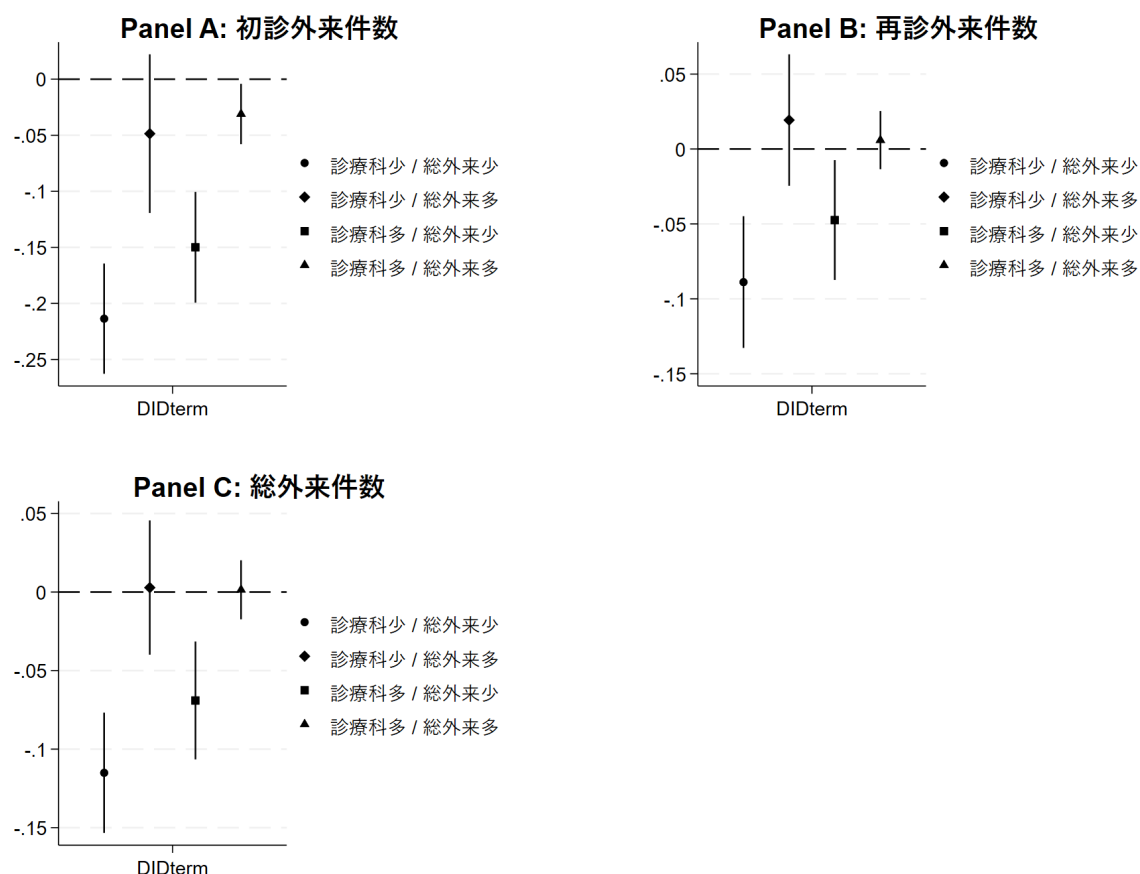 Panel A: 初診外来件数
0
-.05
-.1
-.15
-.2
-.25
DIDterm
診療科少 / 総外来少
診療科少 / 総外来多
診療科多 / 総外来少
診療科多 / 総外来多
Panel B: 再診外来件数
.05
0
-.05
-.1
-.15
DIDterm
診療科少 / 総外来少
診療科少 / 総外来多
診療科多 / 総外来少
診療科多 / 総外来多
Panel C: 総外来件数
.05
0
-.05
-.1
-.15
DIDterm
診療科少 / 総外来少
診療科少 / 総外来多
診療科多 / 総外来少
診療科多 / 総外来多